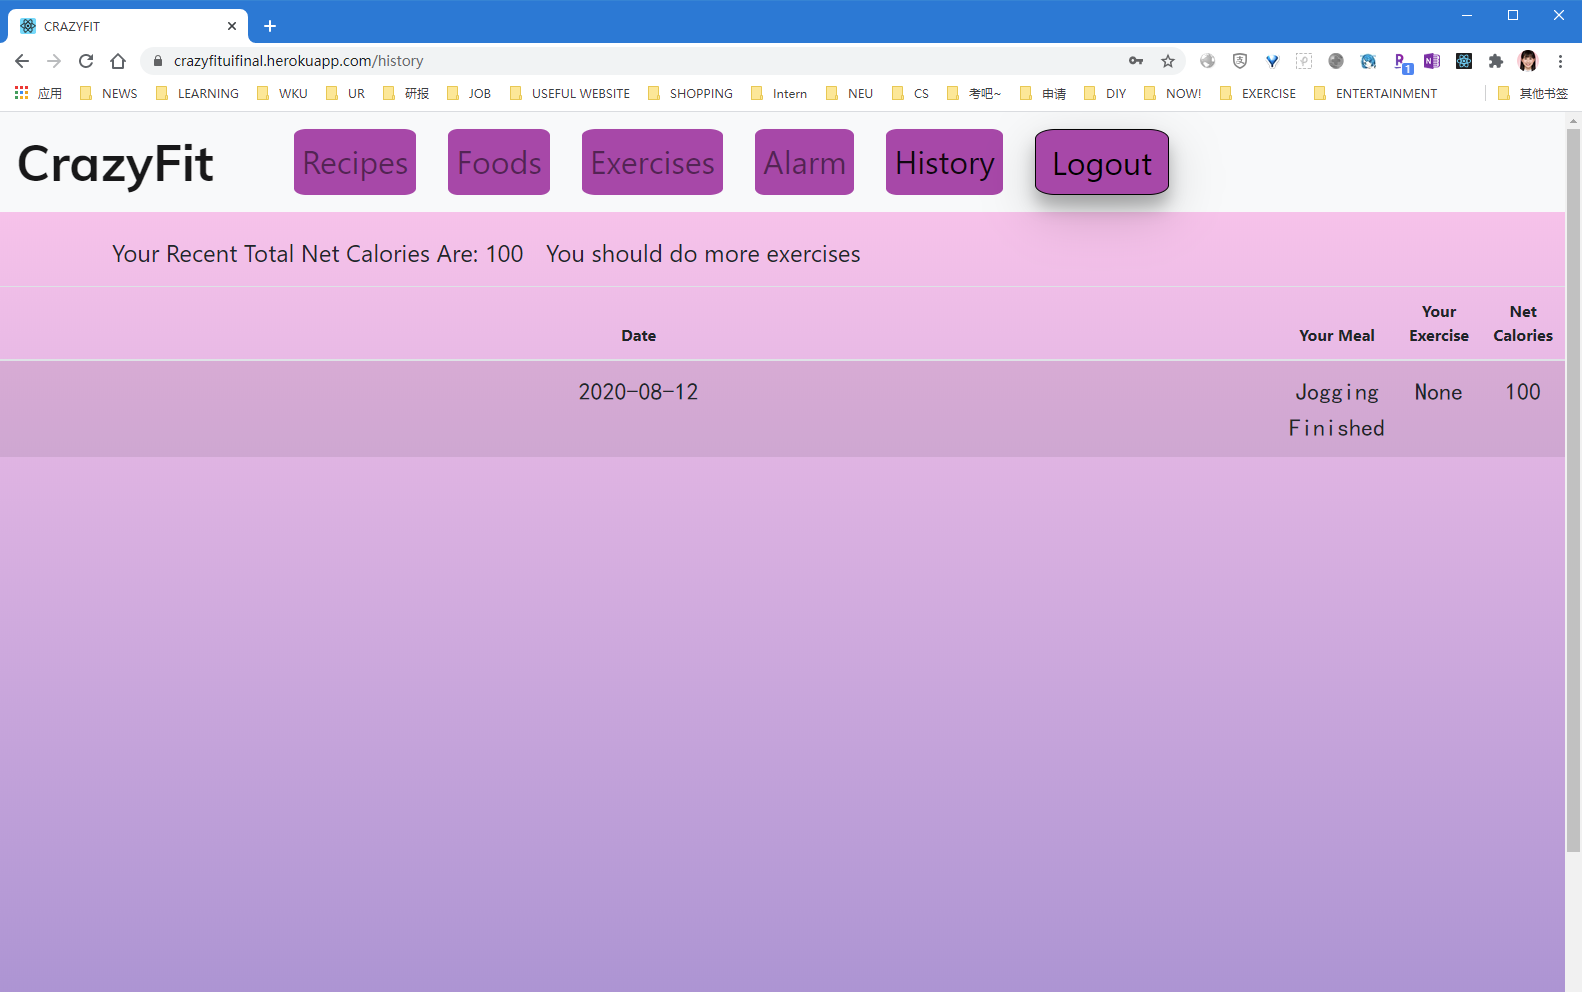 CRAZYFIT
crazyfituifinal.herokuapp.com/history
应用 NEWS LEARNING WKU UR 研报 JOB USEFUL WEBSITE SHOPPING Intern NEU CS 考吧~ 申请 DIY NOW! EXERCISE ENTERTAINMENT 其他书签
CrazyFit Recipes Foods Exercises Alarm History Logout
Your Recent Total Net Calories Are: 100 You should do more exercises
Date Your Meal Your Exercise Net Calories
2020-08-12 Jogging Finished None 100